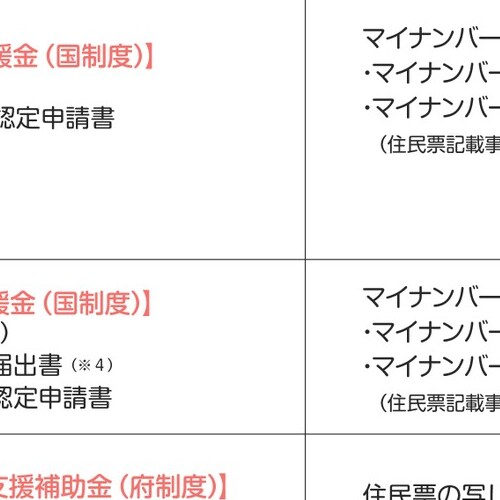 援金（国制度）】
認定申請書
マイナンバー
・マイナンバー
・マイナンバー
（住民票記載事
援金（国制度）】
）
届出書（※4）
認定申請書
マイナンバー
・マイナンバー
・マイナンバー
（住民票記載事
支援補助金（府制度）】
住民票の写し